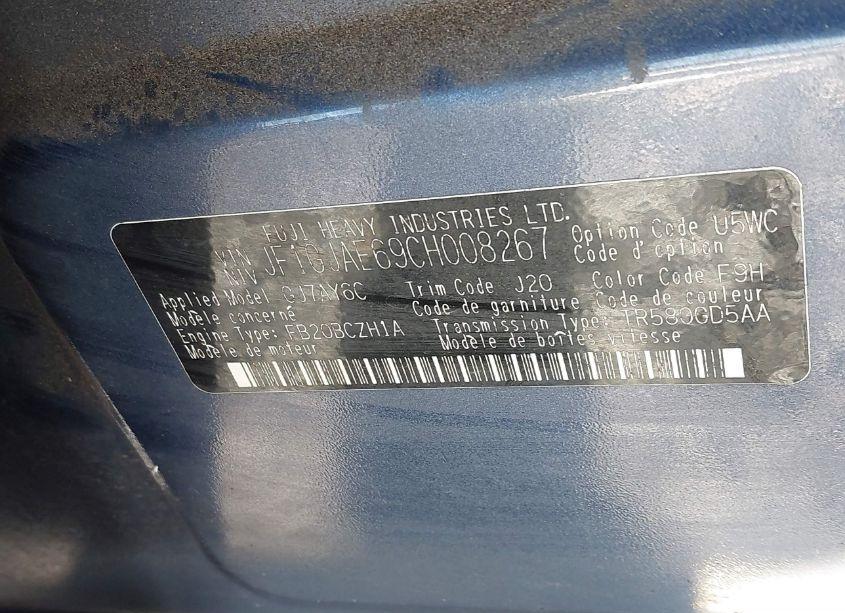 FUJI HEAVY INDUSTRIES LTD.
VIN JF1GJAE69CH008267 Option Code U5WC
NIV Code d'option
Applied Model GJ7AY6C Trim Code J20 Color Code E9H
Modèle concerné Code de garniture Code de couleur
Engine Type: FB20BCZH1A Transmission Type: TR580GD5AA
Modèle de moteur Modèle de boîtes vitesse